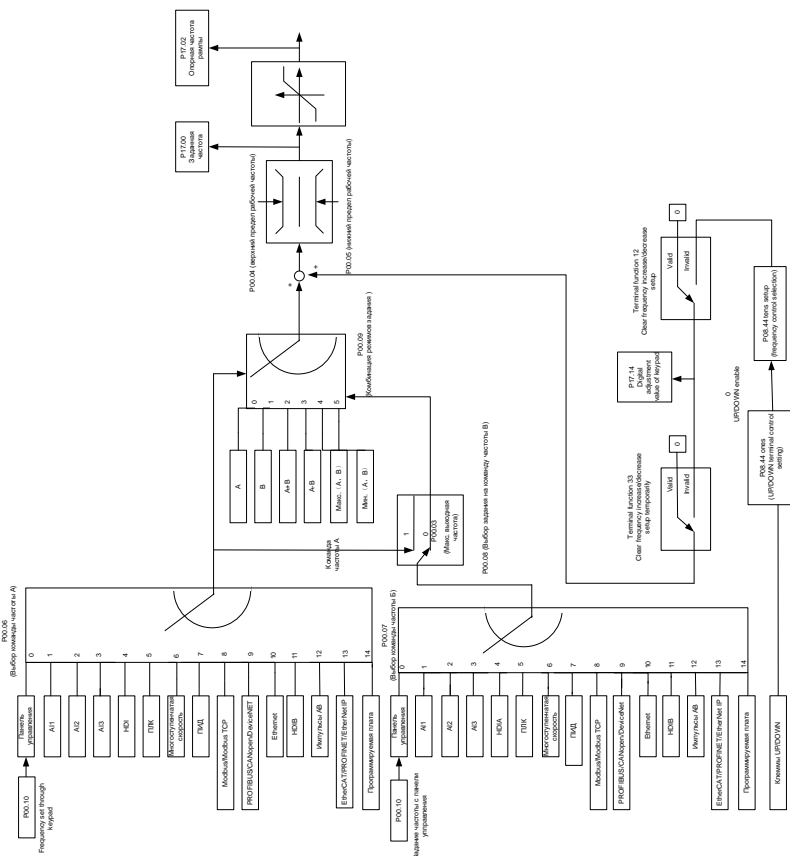 P17.02
Опорная частота
рампы
P17.00
Заданная
частота
P00.04 (верхний предел рабочей частоты)
P00.05 (нижний предел рабочей частоты)
+
+
P00.09
(Комбинация режимов задания)
0
1
2
3
4
5
A
B
A+B
A-B
Макс. (A, B)
Мин. (A, B)
Команда
частоты A
1
0
P00.03
(Макс. выходная
частота)
P00.08 (Выбор задания на команду частоты B)
P00.06
(Выбор команды частоты A)
0
1
2
3
4
5
6
7
8
9
10
11
12
13
14
Панель
управления
AI1
AI2
AI3
HDI
ПЛК
Многоступенчатая
скорость
ПИД
Modbus/Modbus TCP
PROFIBUS/CANopen/DeviceNET
Ethernet
HDIB
Импульсы AB
EtherCAT/PROFINET/EtherNet IP
Программируемая плата
P00.10
Frequency set through
keypad
P00.07
(Выбор команды частоты Б)
0
1
2
3
4
5
6
7
8
9
10
11
12
13
14
Панель
управления
AI1
AI2
AI3
HDIA
ПЛК
Многоступенчатая
скорость
ПИД
Modbus/Modbus TCP
PROFIBUS/CANopen/DeviceNet
Ethernet
HDIB
Импульсы AB
EtherCAT/PROFINET/EtherNet IP
Программируемая плата
P00.10
Задание частоты с панели
Клеммы UP/DOWN
Terminal function 12
Clear frequency increase/decrease
setup
Valid
Invalid
0
P17.14
Digital
adjustment
value of keypad
Terminal function 33
Clear frequency increase/decrease
setup temporarily
Valid
Invalid
0
P08.44 tens setup
(frequency control selection)
0
UP/DOWN enable
P08.44 ones
(UP/DOWN terminal control
setting)